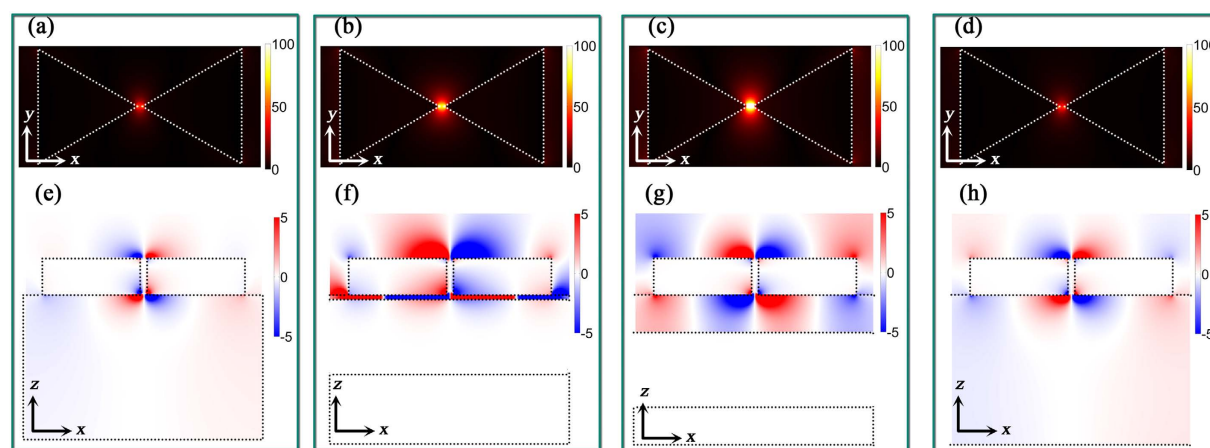 (a) (b) (c) (d)
100 100 100 100
50 50 50 50
y x y x y x y x
0 0 0 0
(e) (f) (g) (h)
5 5 5 5
0 0 0 0
-5 -5 -5 -5
z z z z
x x x x